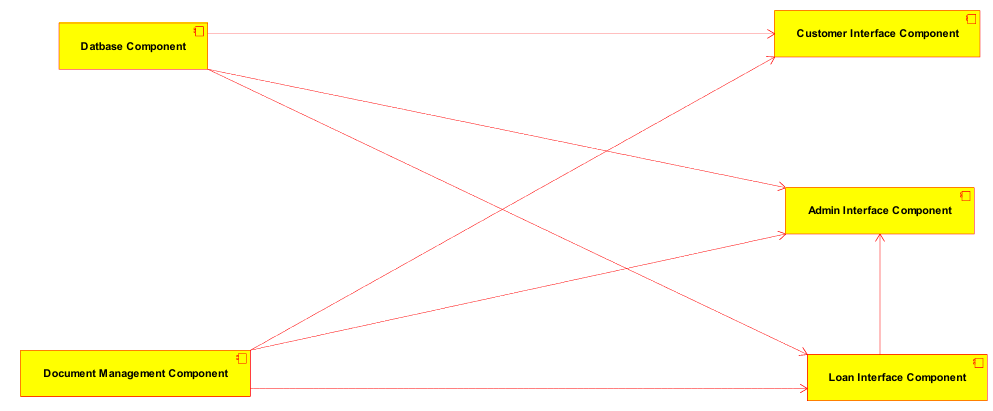 Datbase Component
Customer Interface Component
Admin Interface Component
Document Management Component
Loan Interface Component